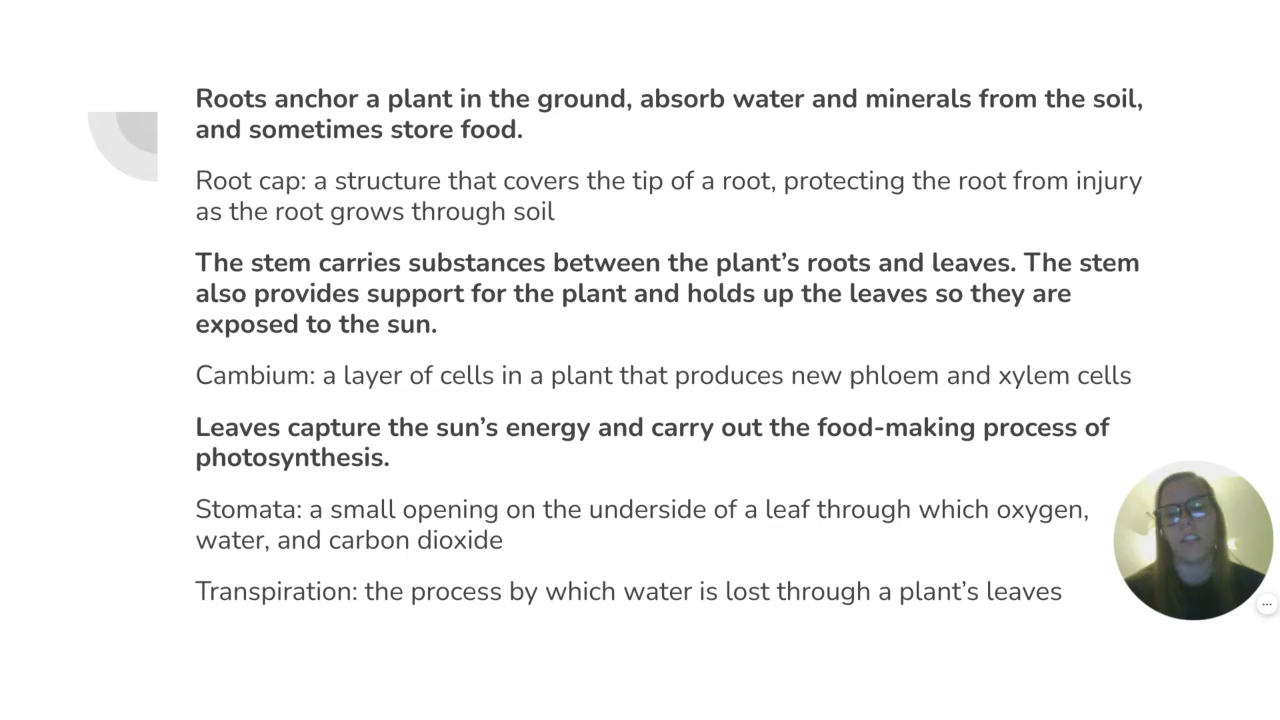 Roots anchor a plant in the ground, absorb water and minerals from the soil,
and sometimes store food.
Root cap: a structure that covers the tip of a root, protecting the root from injury
as the root grows through soil
The stem carries substances between the plant’s roots and leaves. The stem
also provides support for the plant and holds up the leaves so they are
exposed to the sun.
Cambium: a layer of cells in a plant that produces new phloem and xylem cells
Leaves capture the sun’s energy and carry out the food-making process of
photosynthesis.
Stomata: a small opening on the underside of a leaf through which oxygen,
water, and carbon dioxide
Transpiration: the process by which water is lost through a plant’s leaves